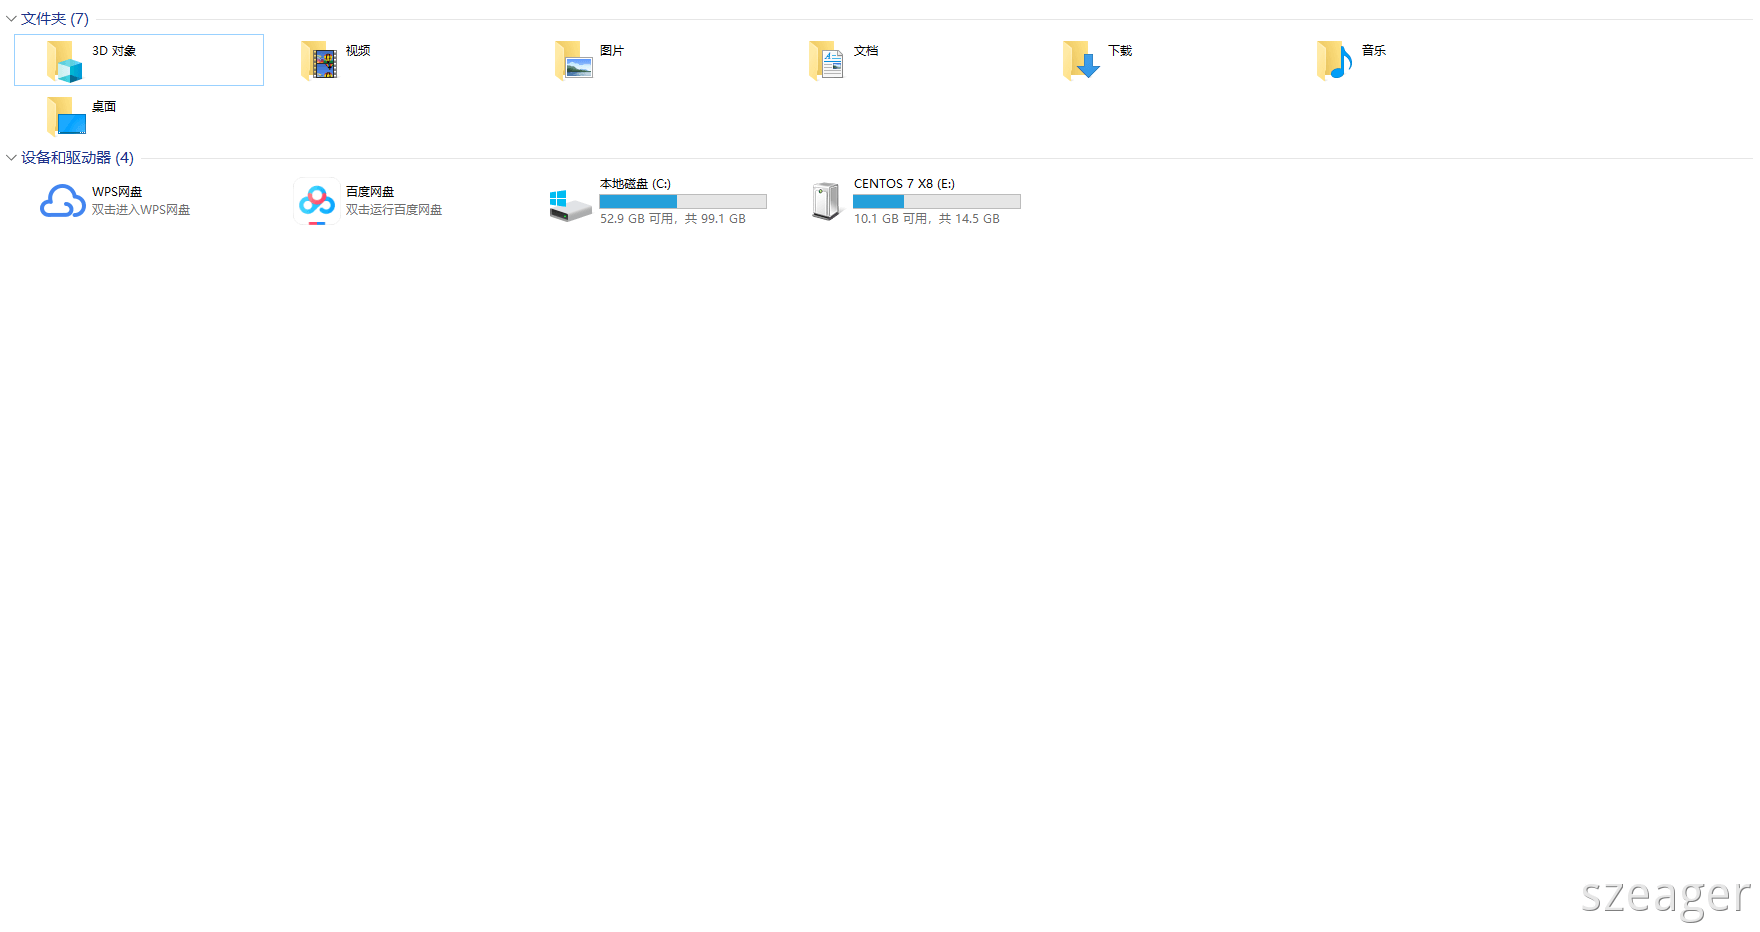 文件夹 (7)
3D 对象
视频
图片
文档
下载
音乐
桌面
设备和驱动器 (4)
WPS网盘
双击进入WPS网盘
百度网盘
双击运行百度网盘
本地磁盘 (C:)
52.9 GB 可用，共 99.1 GB
CENTOS 7 X8 (E:)
10.1 GB 可用，共 14.5 GB
szeager